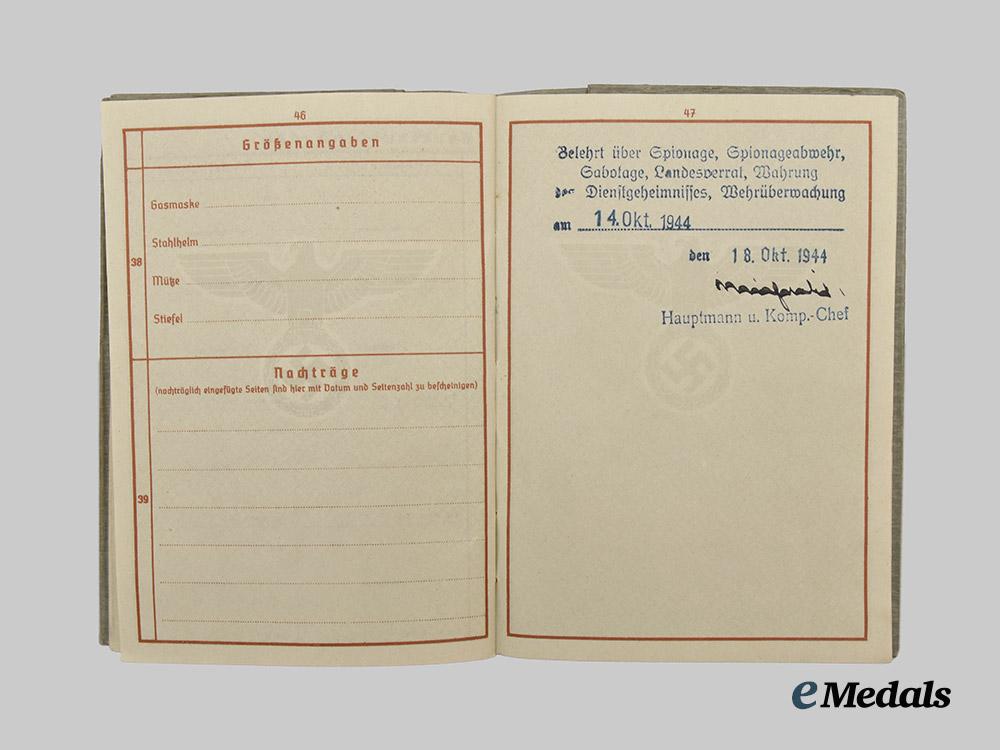 46
Größenangaben
38
Gasmaske
Stahlhelm
Mütze
Stiefel
Nachträge
(nachträglich eingefügte Seiten sind hier mit Datum und Seitenzahl zu bescheinigen)
39
47
Belehrt über Spionage, Spionageabwehr,
Sabotage, Landesverrat, Wahrung
des Dienstgeheimnisses, Wehrüberwachung
am 14. Okt. 1944
den 18. Okt. 1944
Hauptmann u. Komp.-Chef
eMedals